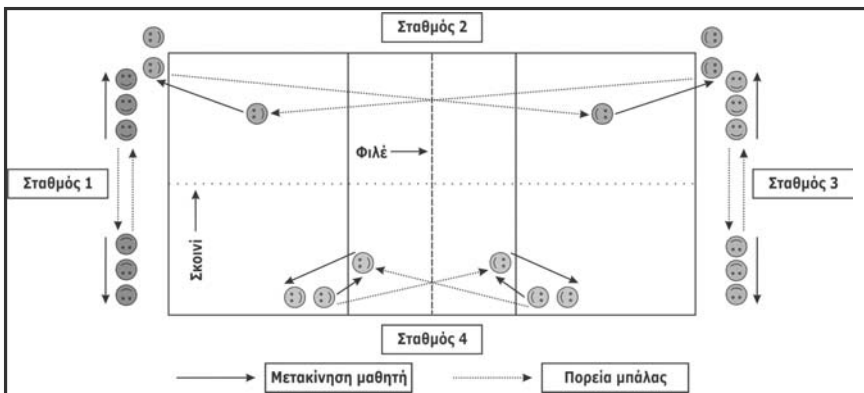 Σταθμός 2
Φιλέ
Σταθμός 1
Σταθμός 3
Σκοινί
Σταθμός 4
Μετακίνηση μαθητή
Πορεία μπάλας